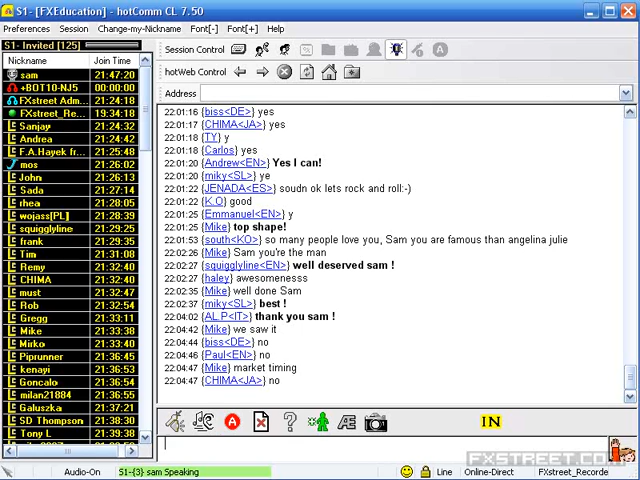 S1- [FXEducation] - hotComm CL 7.50
Preferences Session Change-my-Nickname Font[-] Font[+] Help
S1- Invited [125]
Nickname Join Time
sam 21:47:20
+BOT10-NJ5 00:00:00
FXstreet Adm... 21:24:18
FXstreet_Re... 19:34:18
Sanjay 21:24:32
Andrea 21:24:42
F.A.Hayek fr... 21:25:48
mos 21:26:02
John 21:26:13
Sada 21:27:14
rhea 21:28:05
wojass[PL] 21:28:39
squigglyline 21:29:25
frank 21:29:35
Tim 21:31:08
Remy 21:32:40
CHIMA 21:32:40
must 21:32:47
Rob 21:32:54
Gregg 21:33:11
Mike 21:33:38
Mirko 21:33:40
Piprunner 21:36:45
kenayi 21:36:53
Goncalo 21:36:54
milan21884 21:36:55
Galuszka 21:37:21
SD Thompson 21:38:30
Tony L 21:39:38
Session Control
hotWeb Control
Address
22:01:16 {biss<DE>} yes
22:01:17 {CHIMA<JA>} yes
22:01:18 {TY} y
22:01:18 {Carlos} yes
22:01:20 {Andrew<EN>} Yes I can!
22:01:20 {miky<SL>} ye
22:01:22 {JENADA<ES>} soudn ok lets rock and roll:-)
22:01:22 {K.O} good
22:01:25 {Emmanuel<EN>} y
22:01:25 {Mike} top shape!
22:01:53 {south<KO>} so many people love you, Sam you are famous than angelina julie
22:02:26 {Mike} Sam you're the man
22:02:27 {squigglyline<EN>} well deserved sam !
22:02:27 {haley} awesomenesss
22:02:35 {Mike} well done Sam
22:02:37 {miky<SL>} best !
22:04:02 {AL.P<IT>} thank you sam !
22:04:42 {Mike} we saw it
22:04:44 {biss<DE>} no
22:04:46 {Paul<EN>} no
22:04:47 {Mike} market timing
22:04:47 {CHIMA<JA>} no
IN
FXSTREET.COM
Audio-On S1-{3} sam Speaking Line Online-Direct FXstreet_Recorde